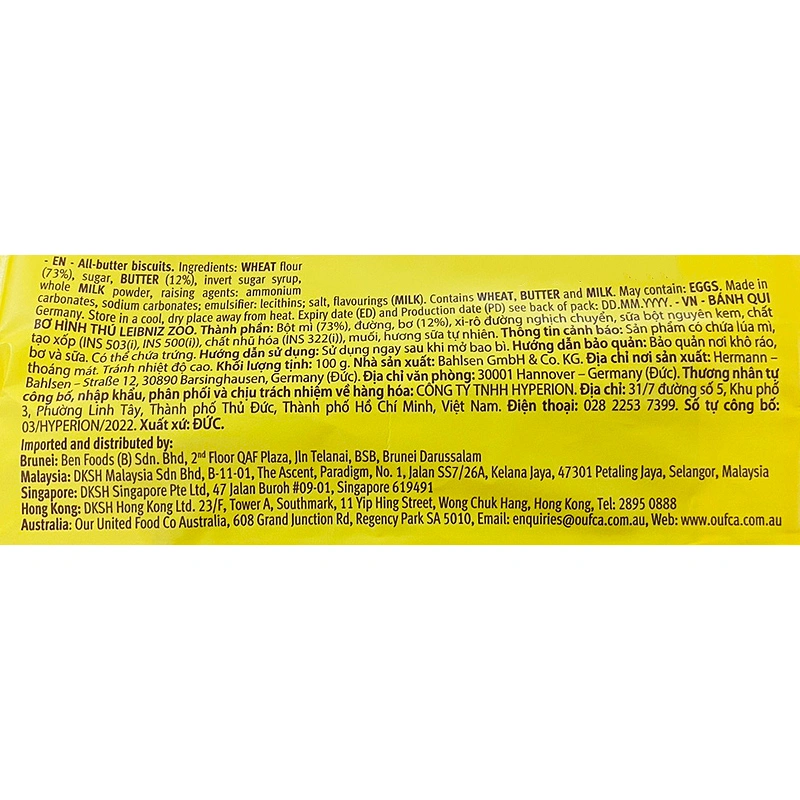 - EN - All-butter biscuits. Ingredients: WHEAT flour
(73%), sugar, BUTTER (12%), invert sugar syrup,
whole MILK powder, raising agents: ammonium
carbonates, sodium carbonates; emulsifier: lecithins; salt, flavourings (MILK). Contains WHEAT, BUTTER and MILK. May contain: EGGS. Made in
Germany. Store in a cool, dry place away from heat. Expiry date (ED) and Production date (PD) see back of pack: DD.MM.YYYY. - VN - BÁNH QUI
BƠ HÌNH THÚ LEIBNIZ ZOO. Thành phần: Bột mì (73%), đường, bơ (12%), xi-rô đường nghịch chuyển, sữa bột nguyên kem, chất
tạo xốp (INS 503(i), INS 500(i)), chất nhũ hóa (INS 322(i)), muối, hương sữa tự nhiên. Thông tin cảnh báo: Sản phẩm có chứa lúa mì,
bơ và sữa. Có thể chứa trứng. Hướng dẫn sử dụng: Sử dụng ngay sau khi mở bao bì. Hướng dẫn bảo quản: Bảo quản nơi khô ráo,
thoáng mát. Tránh nhiệt độ cao. Khối lượng tịnh: 100 g. Nhà sản xuất: Bahlsen GmbH & Co. KG. Địa chỉ nơi sản xuất: Hermann –
Bahlsen – Straße 12, 30890 Barsinghausen, Germany (Đức). Địa chỉ văn phòng: 30001 Hannover – Germany (Đức). Thương nhân tự
công bố, nhập khẩu, phân phối và chịu trách nhiệm về hàng hóa: CÔNG TY TNHH HYPERION. Địa chỉ: 31/7 đường số 5, Khu phố
3, Phường Linh Tây, Thành phố Thủ Đức, Thành phố Hồ Chí Minh, Việt Nam. Điện thoại: 028 2253 7399. Số tự công bố:
03/HYPERION/2022. Xuất xứ: ĐỨC.
Imported and distributed by:
Brunei: Ben Foods (B) Sdn. Bhd, 2nd Floor QAF Plaza, Jln Telanai, BSB, Brunei Darussalam
Malaysia: DKSH Malaysia Sdn Bhd, B-11-01, The Ascent, Paradigm, No. 1, Jalan SS7/26A, Kelana Jaya, 47301 Petaling Jaya, Selangor, Malaysia
Singapore: DKSH Singapore Pte Ltd, 47 Jalan Buroh #09-01, Singapore 619491
Hong Kong: DKSH Hong Kong Ltd. 23/F, Tower A, Southmark, 11 Yip Hing Street, Wong Chuk Hang, Hong Kong, Tel: 2895 0888
Australia: Our United Food Co Australia, 608 Grand Junction Rd, Regency Park SA 5010, Email: enquiries@oufca.com.au, Web: www.oufca.com.au